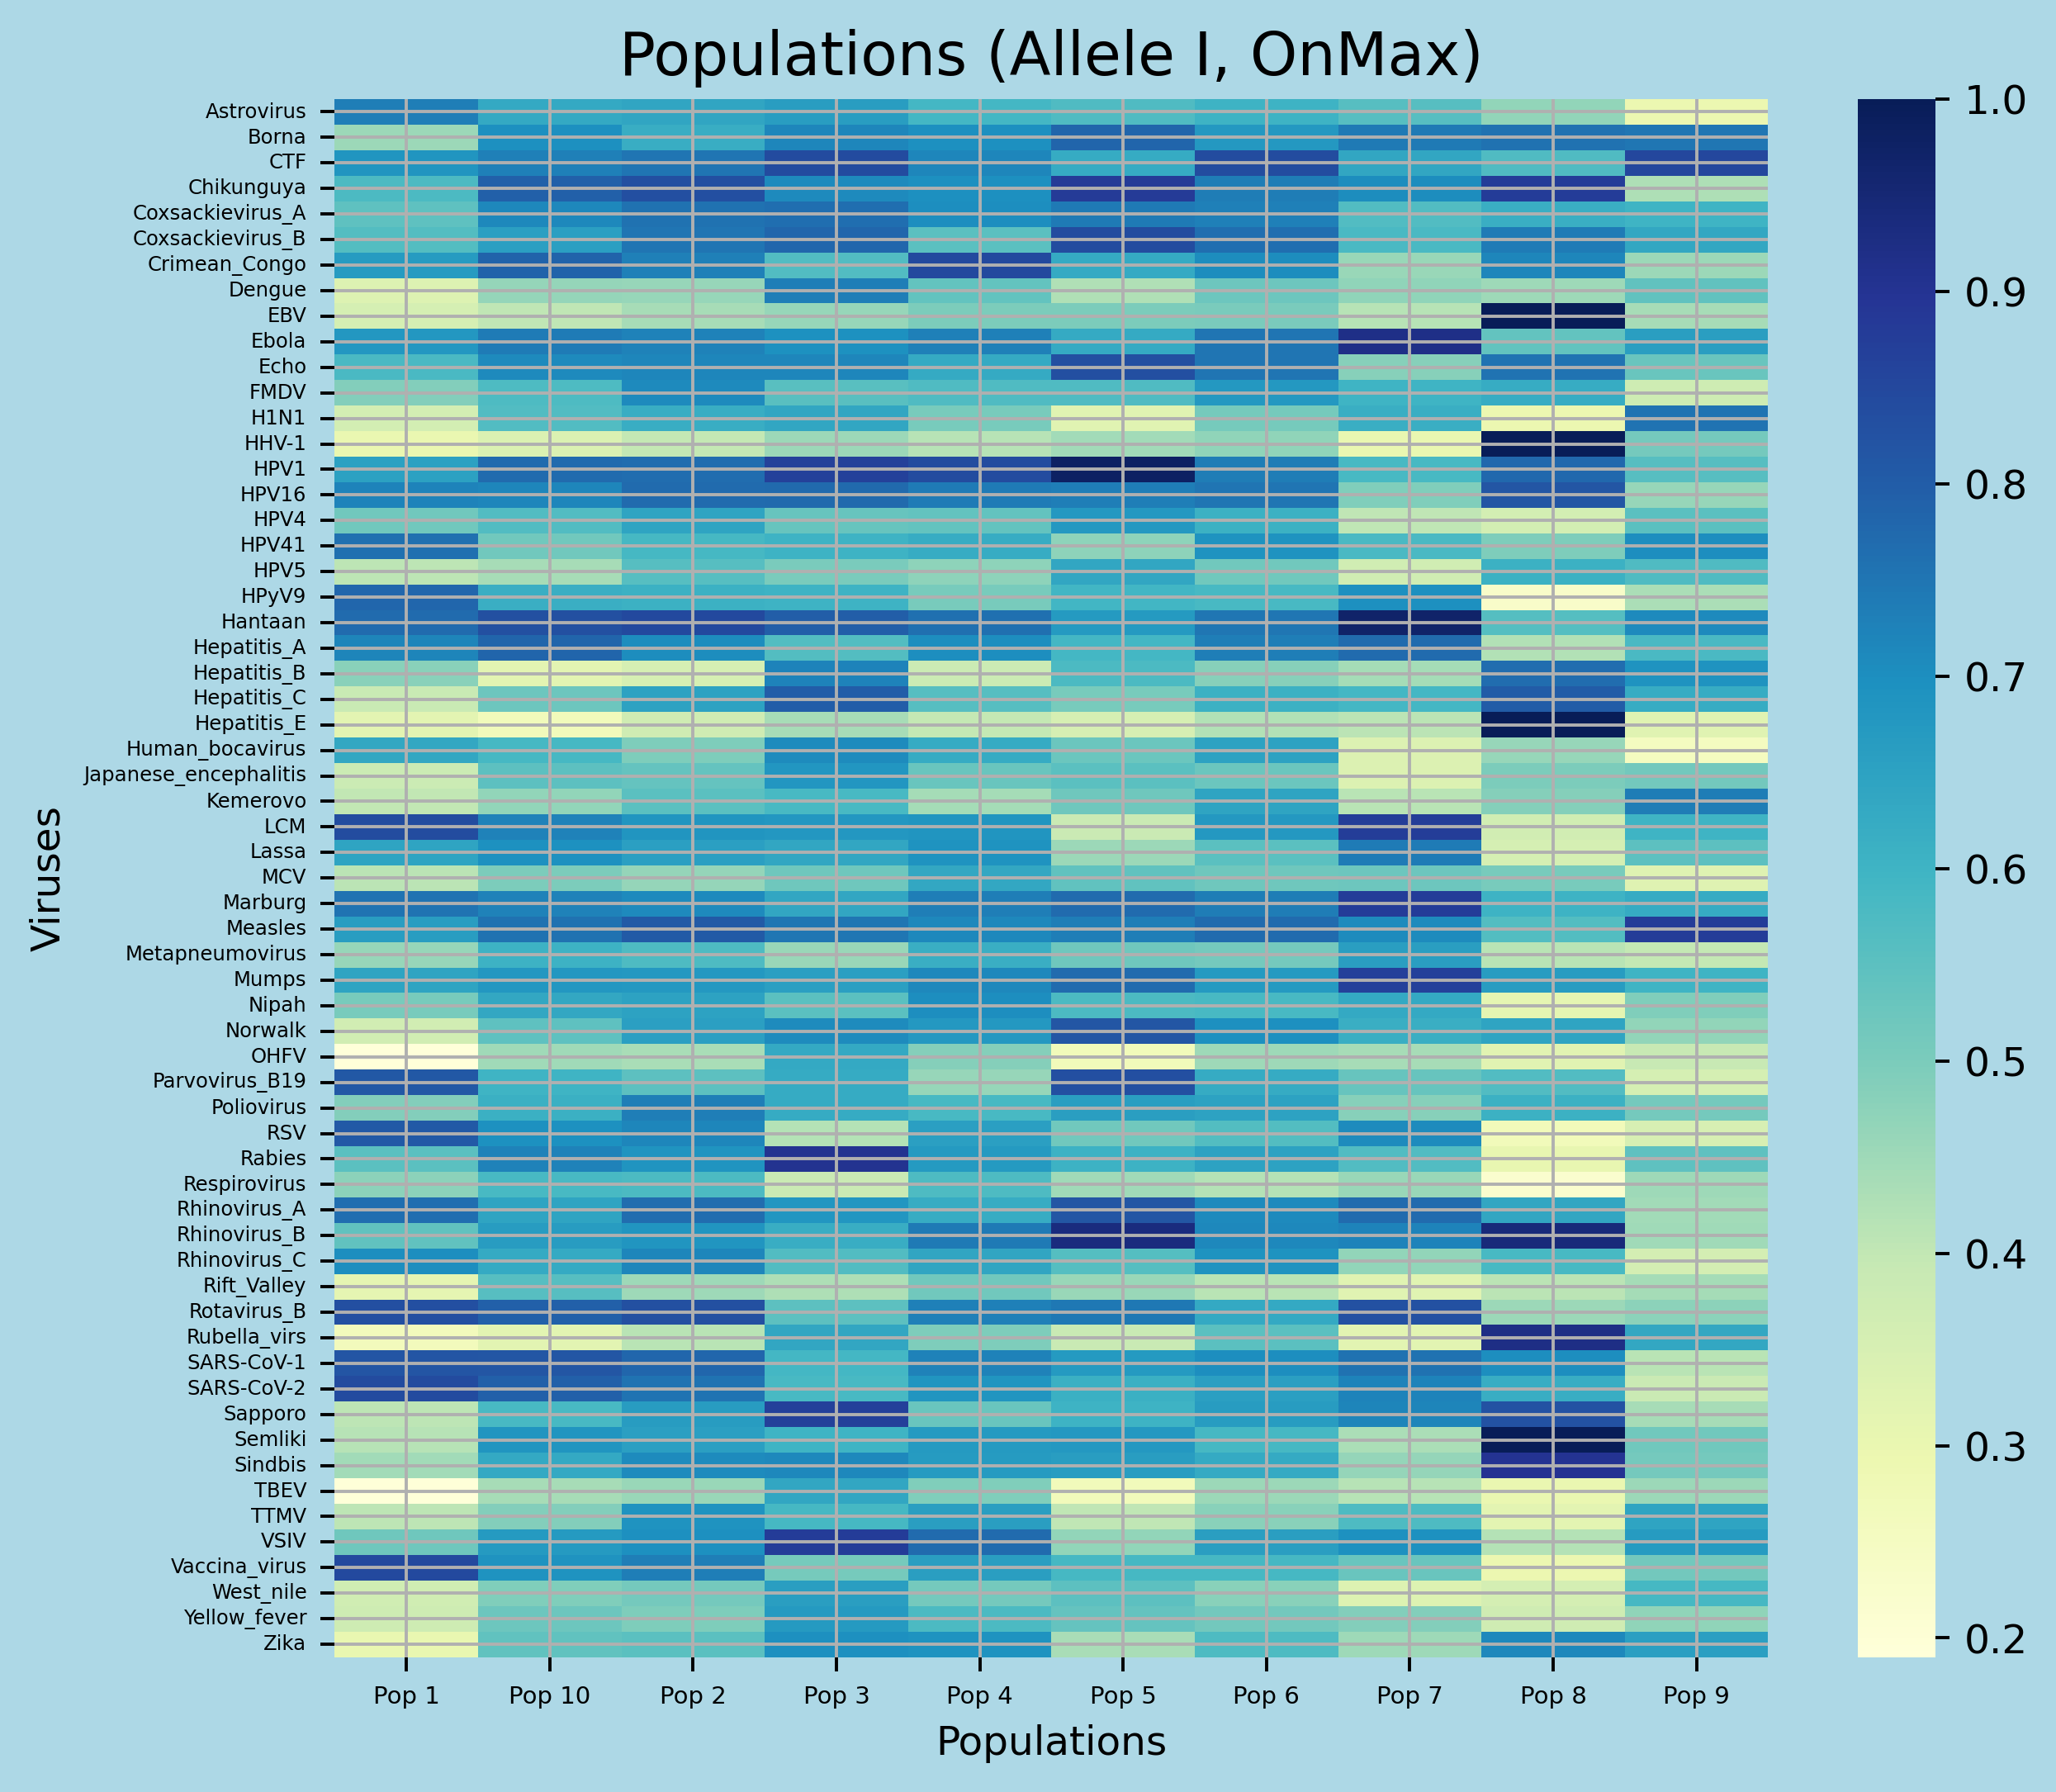 Populations (Allele I, OnMax)
Astrovirus
Borna
CTF
Chikunguya
Coxsackievirus_A
Coxsackievirus_B
Crimean_Congo
Dengue
EBV
Ebola
Echo
FMDV
H1N1
HHV-1
HPV1
HPV16
HPV4
HPV41
HPV5
HPyV9
Hantaan
Hepatitis_A
Hepatitis_B
Hepatitis_C
Hepatitis_E
Human_bocavirus
Japanese_encephalitis
Kemerovo
LCM
Lassa
MCV
Marburg
Measles
Metapneumovirus
Mumps
Nipah
Norwalk
OHFV
Parvovirus_B19
Poliovirus
RSV
Rabies
Respirovirus
Rhinovirus_A
Rhinovirus_B
Rhinovirus_C
Rift_Valley
Rotavirus_B
Rubella_virs
SARS-CoV-1
SARS-CoV-2
Sapporo
Semliki
Sindbis
TBEV
TTMV
VSIV
Vaccina_virus
West_nile
Yellow_fever
Zika
Viruses
Pop 1 Pop 10 Pop 2 Pop 3 Pop 4 Pop 5 Pop 6 Pop 7 Pop 8 Pop 9
Populations
1.0
0.9
0.8
0.7
0.6
0.5
0.4
0.3
0.2